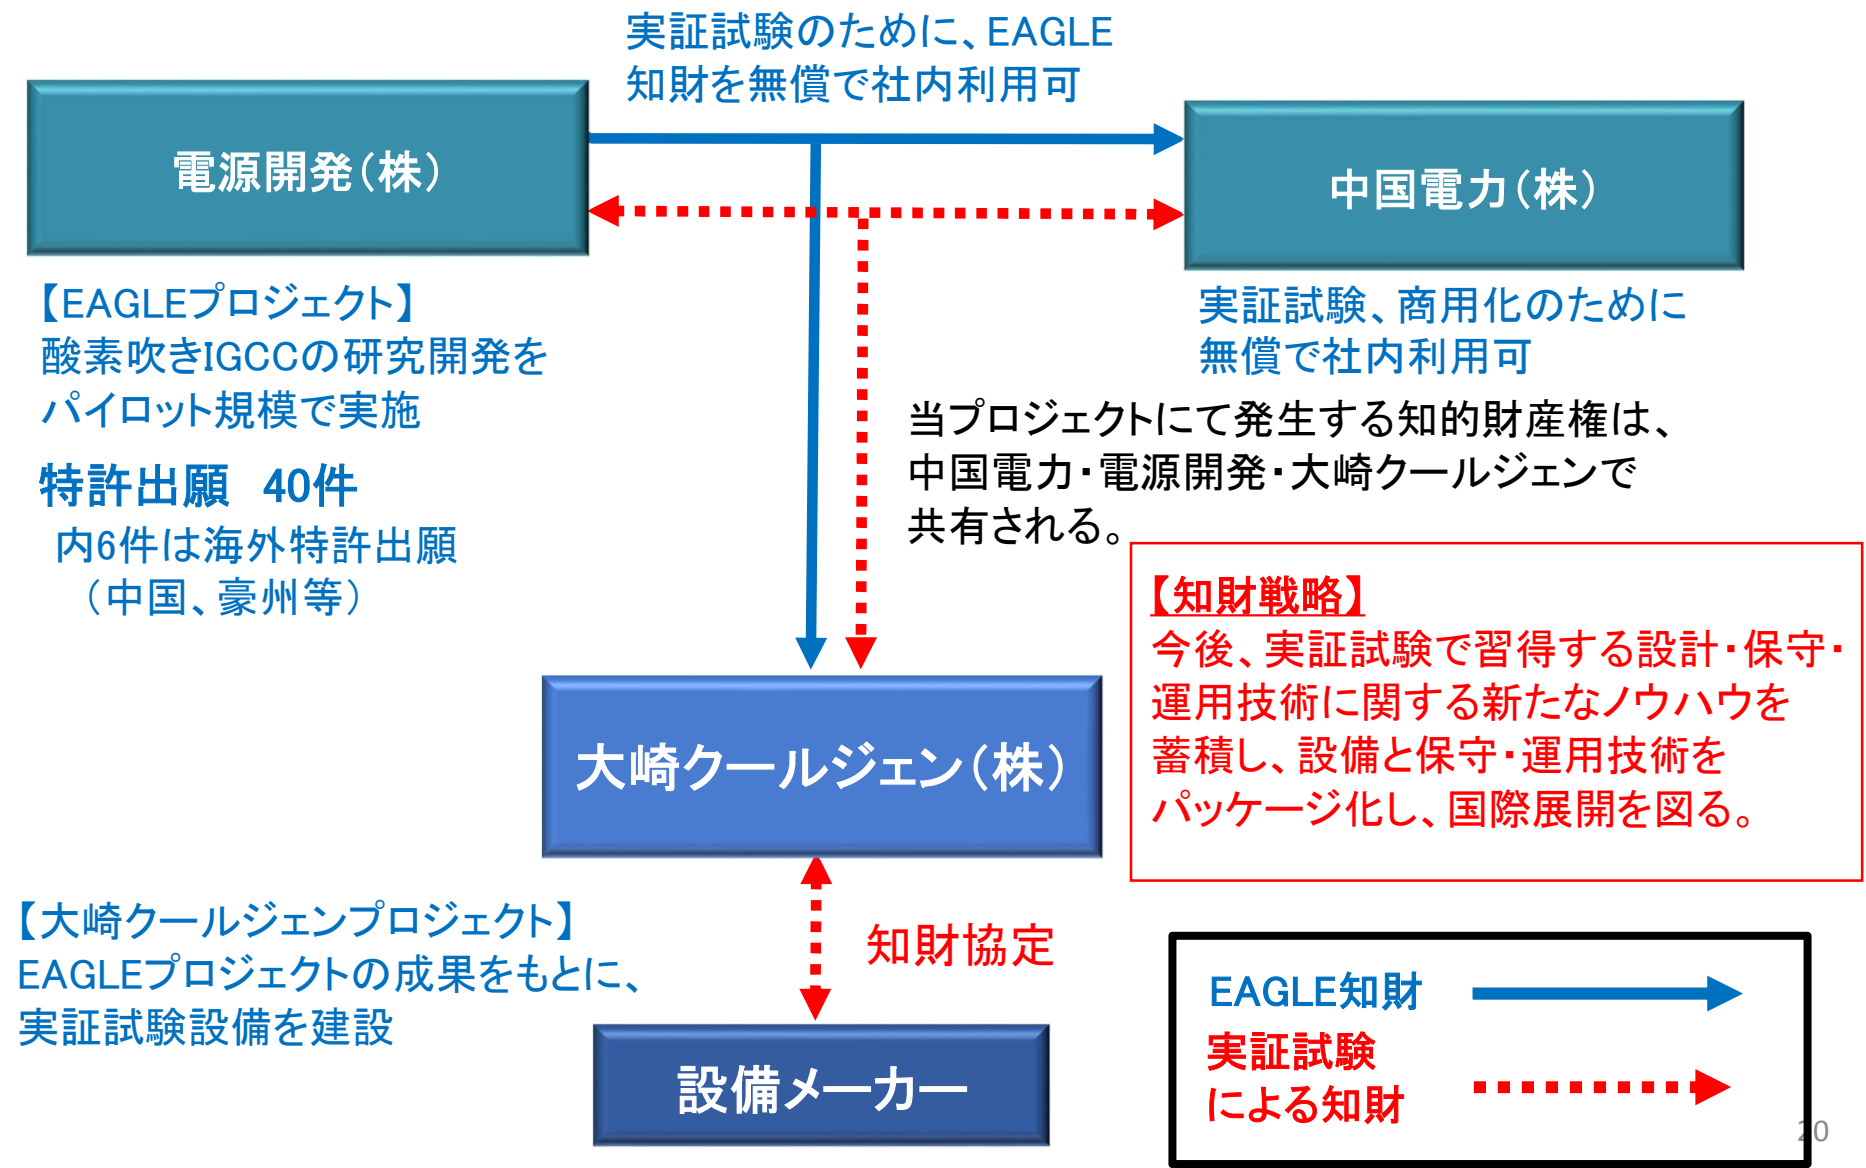 実証試験のために、EAGLE
知財を無償で社内利用可
電源開発（株）
中国電力（株）
【EAGLEプロジェクト】
酸素吹きIGCCの研究開発を
パイロット規模で実施
特許出願　40件
内6件は海外特許出願
（中国、豪州等）
実証試験、商用化のために
無償で社内利用可
当プロジェクトにて発生する知的財産権は、
中国電力・電源開発・大崎クールジェンで
共有される。
【知財戦略】
今後、実証試験で習得する設計・保守・
運用技術に関する新たなノウハウを
蓄積し、設備と保守・運用技術を
パッケージ化し、国際展開を図る。
大崎クールジェン（株）
【大崎クールジェンプロジェクト】
EAGLEプロジェクトの成果をもとに、
実証試験設備を建設
知財協定
設備メーカー
EAGLE知財
実証試験
による知財
20